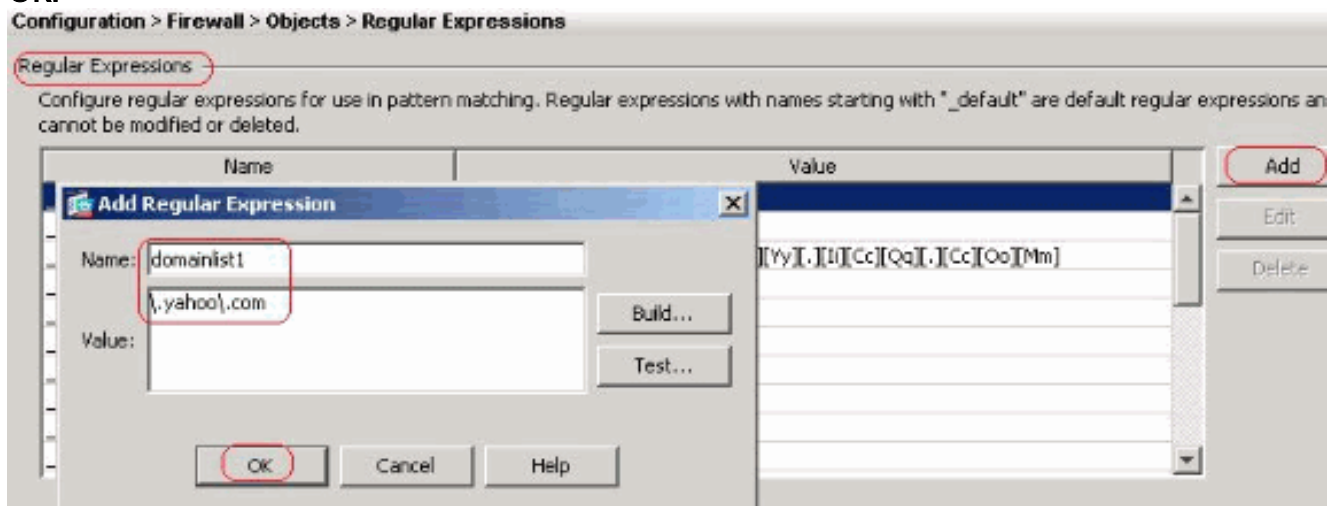 OK.
Configuration > Firewall > Objects > Regular Expressions
Regular Expressions
Configure regular expressions for use in pattern matching. Regular expressions with names starting with "_default" are default regular expressions an
cannot be modified or deleted.
Name Value
Add
Edit
Delete
Add Regular Expression
Name: domainlist1
][Yy][.][Ii][Cc][Qq][.][Cc][Oo][Mm]
Value: \.yahoo\.com
Build...
Test...
OK Cancel Help